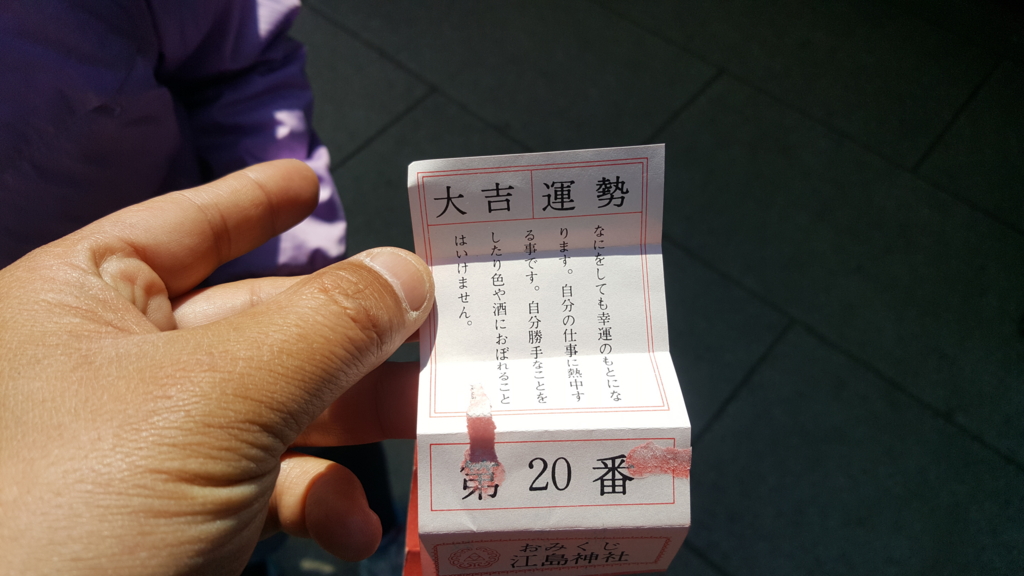 大吉 運勢
なにをしても幸運のもとにな
ります。自分の仕事に熱中す
る事です。自分勝手なことを
したり色や酒におぼれること
はいけません。
第20番
おみくじ
江島神社